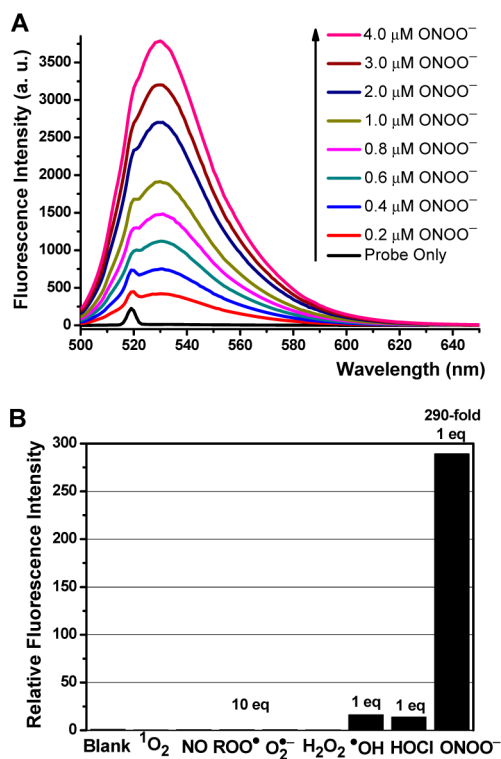 A
Fluorescence Intensity (a. u.)
3500
3000
2500
2000
1500
1000
500
0
500 520 540 560 580 600 620 640
Wavelength (nm)
4.0 μM ONOO⁻
3.0 μM ONOO⁻
2.0 μM ONOO⁻
1.0 μM ONOO⁻
0.8 μM ONOO⁻
0.6 μM ONOO⁻
0.4 μM ONOO⁻
0.2 μM ONOO⁻
Probe Only
B
Relative Fluorescence Intensity
300
250
200
150
100
50
0
290-fold
1 eq
10 eq
1 eq
1 eq
Blank ¹O₂ NO ROO• O₂•⁻ H₂O₂ •OH HOCl ONOO⁻